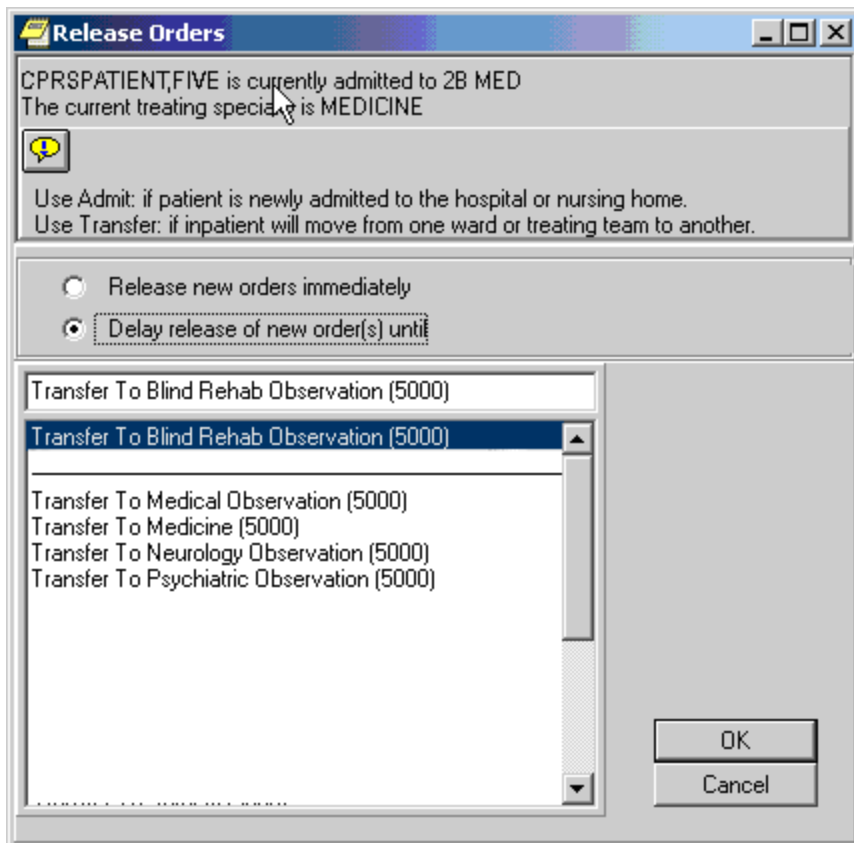 Release Orders
CPRSPATIENT,FIVE is currently admitted to 2B MED
The current treating specialty is MEDICINE
Use Admit: if patient is newly admitted to the hospital or nursing home.
Use Transfer: if inpatient will move from one ward or treating team to another.
Release new orders immediately
Delay release of new order(s) until
Transfer To Blind Rehab Observation (5000)
Transfer To Blind Rehab Observation (5000)
Transfer To Medical Observation (5000)
Transfer To Medicine (5000)
Transfer To Neurology Observation (5000)
Transfer To Psychiatric Observation (5000)
OK
Cancel